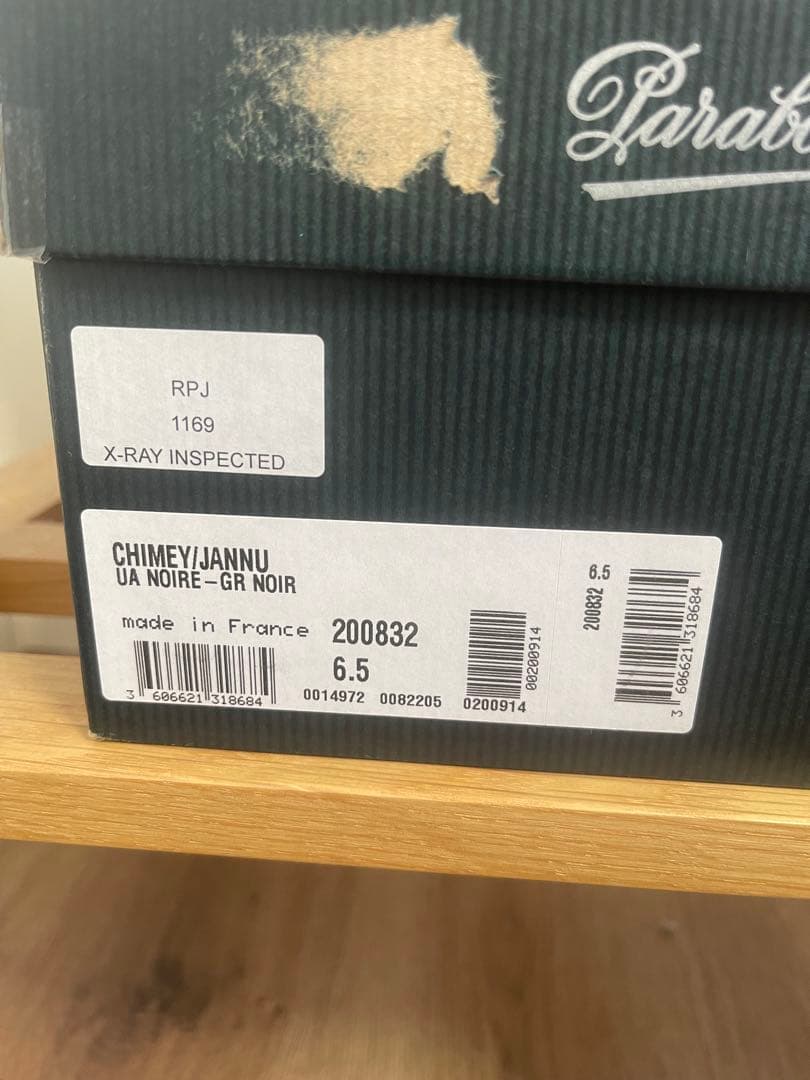 RPJ
1169
X-RAY INSPECTED
CHIMEY/JANNU
UA NOIRE-GR NOIR
made in France 200832
6.5
3 606621 318684
0014972 0082205 0200914
00200914
6.5
200832
3 606621 318684